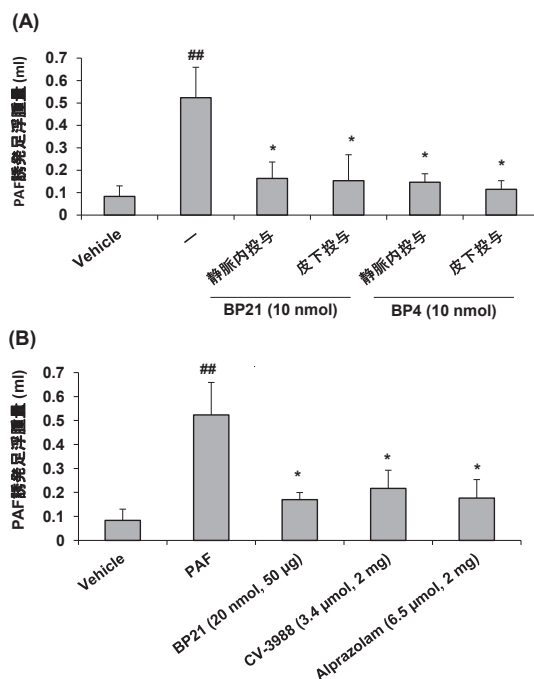 (A)
PAF誘発足浮腫量 (ml)
0.7
0.6
0.5
0.4
0.3
0.2
0.1
0
##
*
*
*
*
Vehicle
—
静脈内投与
皮下投与
静脈内投与
皮下投与
BP21 (10 nmol)
BP4 (10 nmol)
(B)
PAF誘発足浮腫量 (ml)
0.7
0.6
0.5
0.4
0.3
0.2
0.1
0
##
*
*
*
Vehicle
PAF
BP21 (20 nmol, 50 μg)
CV-3988 (3.4 μmol, 2 mg)
Alprazolam (6.5 μmol, 2 mg)